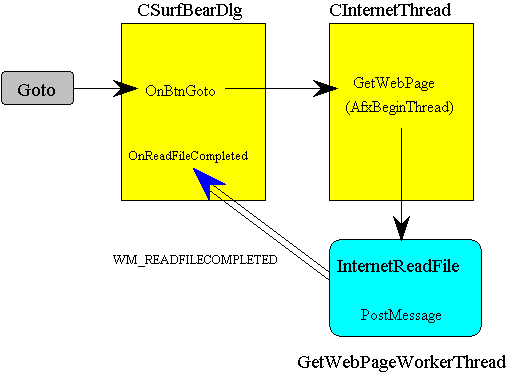 CSurfBearDlg
CInternetThread
Goto
OnBtnGoto
GetWebPage
(AfxBeginThread)
OnReadFileCompleted
WM_READFILECOMPLETED
InternetReadFile
PostMessage
GetWebPageWorkerThread